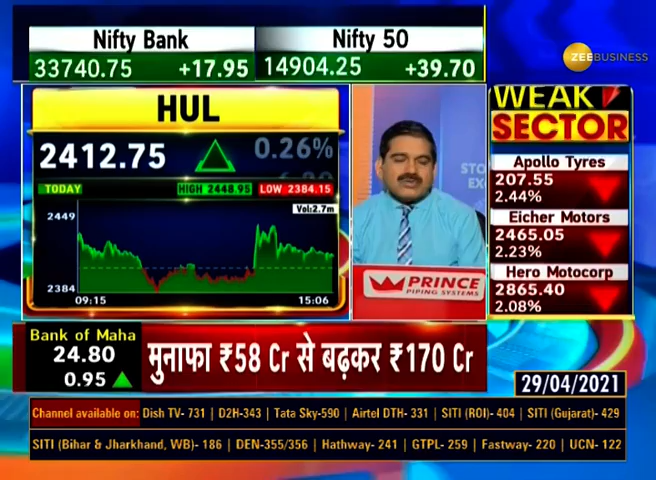 Nifty Bank
33740.75 +17.95
Nifty 50
14904.25 +39.70
ZEEBUSINESS
HUL
2412.75 0.26%
TODAY HIGH 2448.95 LOW 2384.15
Vol:2.7m
2449
2384
09:15 15:06
STO
EX
PRINCE
PIPING SYSTEMS
WEAK
SECTOR
Apollo Tyres
207.55
2.44%
Eicher Motors
2465.05
2.23%
Hero Motocorp
2865.40
2.08%
Bank of Maha
24.80
0.95
मुनाफा ₹58 Cr से बढ़कर ₹170 Cr
29/04/2021
Channel available on: Dish TV- 731 | D2H-343 | Tata Sky-590 | Airtel DTH- 331 | SITI (ROI)- 404 | SITI (Gujarat)- 429
SITI (Bihar & Jharkhand, WB)- 186 | DEN-355/356 | Hathway- 241 | GTPL- 259 | Fastway- 220 | UCN- 122